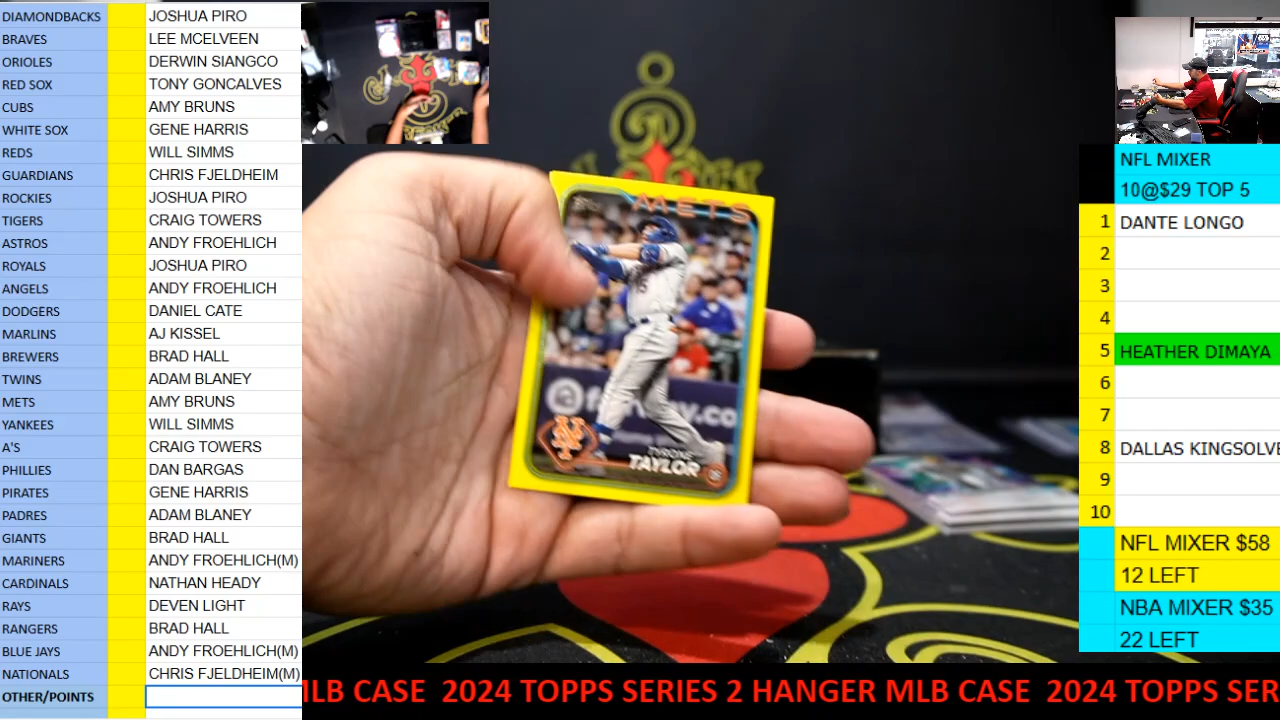 DIAMONDBACKS JOSHUA PIRO
BRAVES LEE MCELVEEN
ORIOLES DERWIN SIANGCO
RED SOX TONY GONCALVES
CUBS AMY BRUNS
WHITE SOX GENE HARRIS
REDS WILL SIMMS
GUARDIANS CHRIS FJELDHEIM
ROCKIES JOSHUA PIRO
TIGERS CRAIG TOWERS
ASTROS ANDY FROEHLICH
ROYALS JOSHUA PIRO
ANGELS ANDY FROEHLICH
DODGERS DANIEL CATE
MARLINS AJ KISSEL
BREWERS BRAD HALL
TWINS ADAM BLANEY
METS AMY BRUNS
YANKEES WILL SIMMS
A'S CRAIG TOWERS
PHILLIES DAN BARGAS
PIRATES GENE HARRIS
PADRES ADAM BLANEY
GIANTS BRAD HALL
MARINERS ANDY FROEHLICH(M)
CARDINALS NATHAN HEADY
RAYS DEVEN LIGHT
RANGERS BRAD HALL
BLUE JAYS ANDY FROEHLICH(M)
NATIONALS CHRIS FJELDHEIM(M)
OTHER/POINTS
METS
15
TYRONE
TAYLOR
NFL MIXER
10@$29 TOP 5
1 DANTE LONGO
2
3
4
5 HEATHER DIMAYA
6
7
8 DALLAS KINGSOLVE
9
10
NFL MIXER $58
12 LEFT
NBA MIXER $35
22 LEFT
MLB CASE 2024 TOPPS SERIES 2 HANGER MLB CASE 2024 TOPPS SER